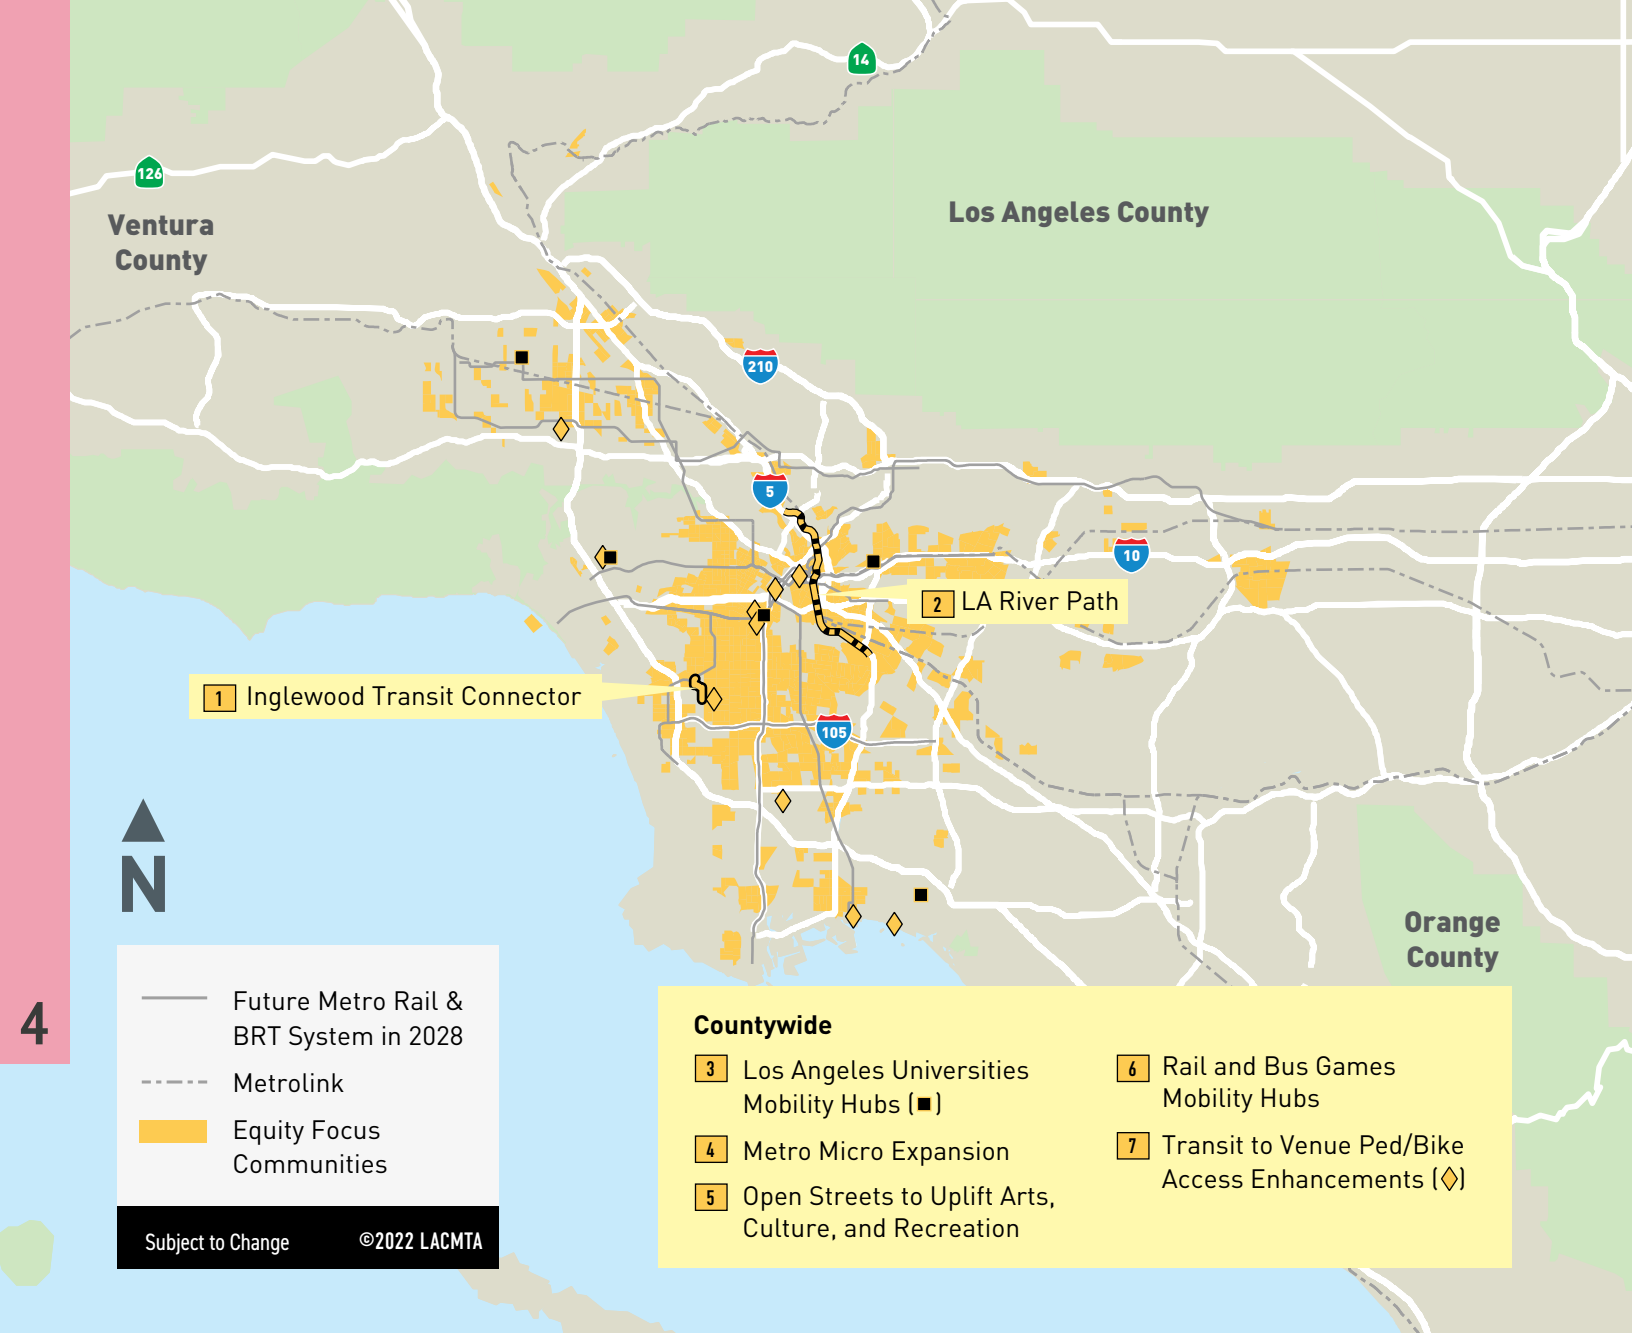 14
126
Ventura
County
Los Angeles County
210
5
10
2 LA River Path
1 Inglewood Transit Connector
105
N
Orange
County
4
Future Metro Rail &
BRT System in 2028
Metrolink
Equity Focus
Communities
Subject to Change ©2022 LACMTA
Countywide
3 Los Angeles Universities
Mobility Hubs (■)
4 Metro Micro Expansion
5 Open Streets to Uplift Arts,
Culture, and Recreation
6 Rail and Bus Games
Mobility Hubs
7 Transit to Venue Ped/Bike
Access Enhancements (◊)